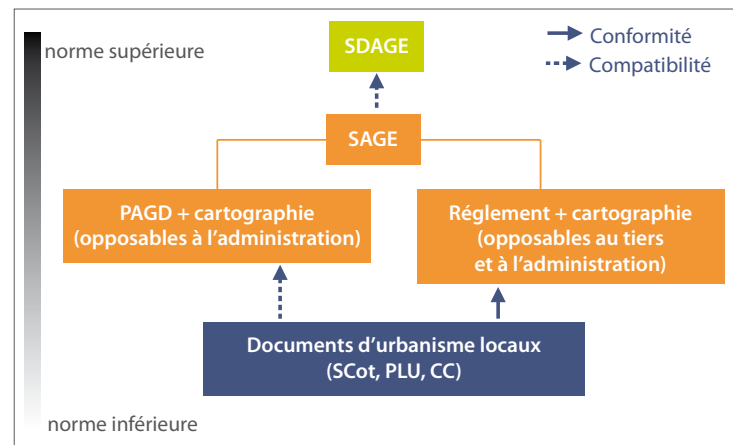 norme supérieure
SDAGE
Conformité
Compatibilité
SAGE
PAGD + cartographie
(opposables à l'administration)
Réglement + cartographie
(opposables au tiers
et à l'administration)
Documents d'urbanisme locaux
(SCot, PLU, CC)
norme inférieure